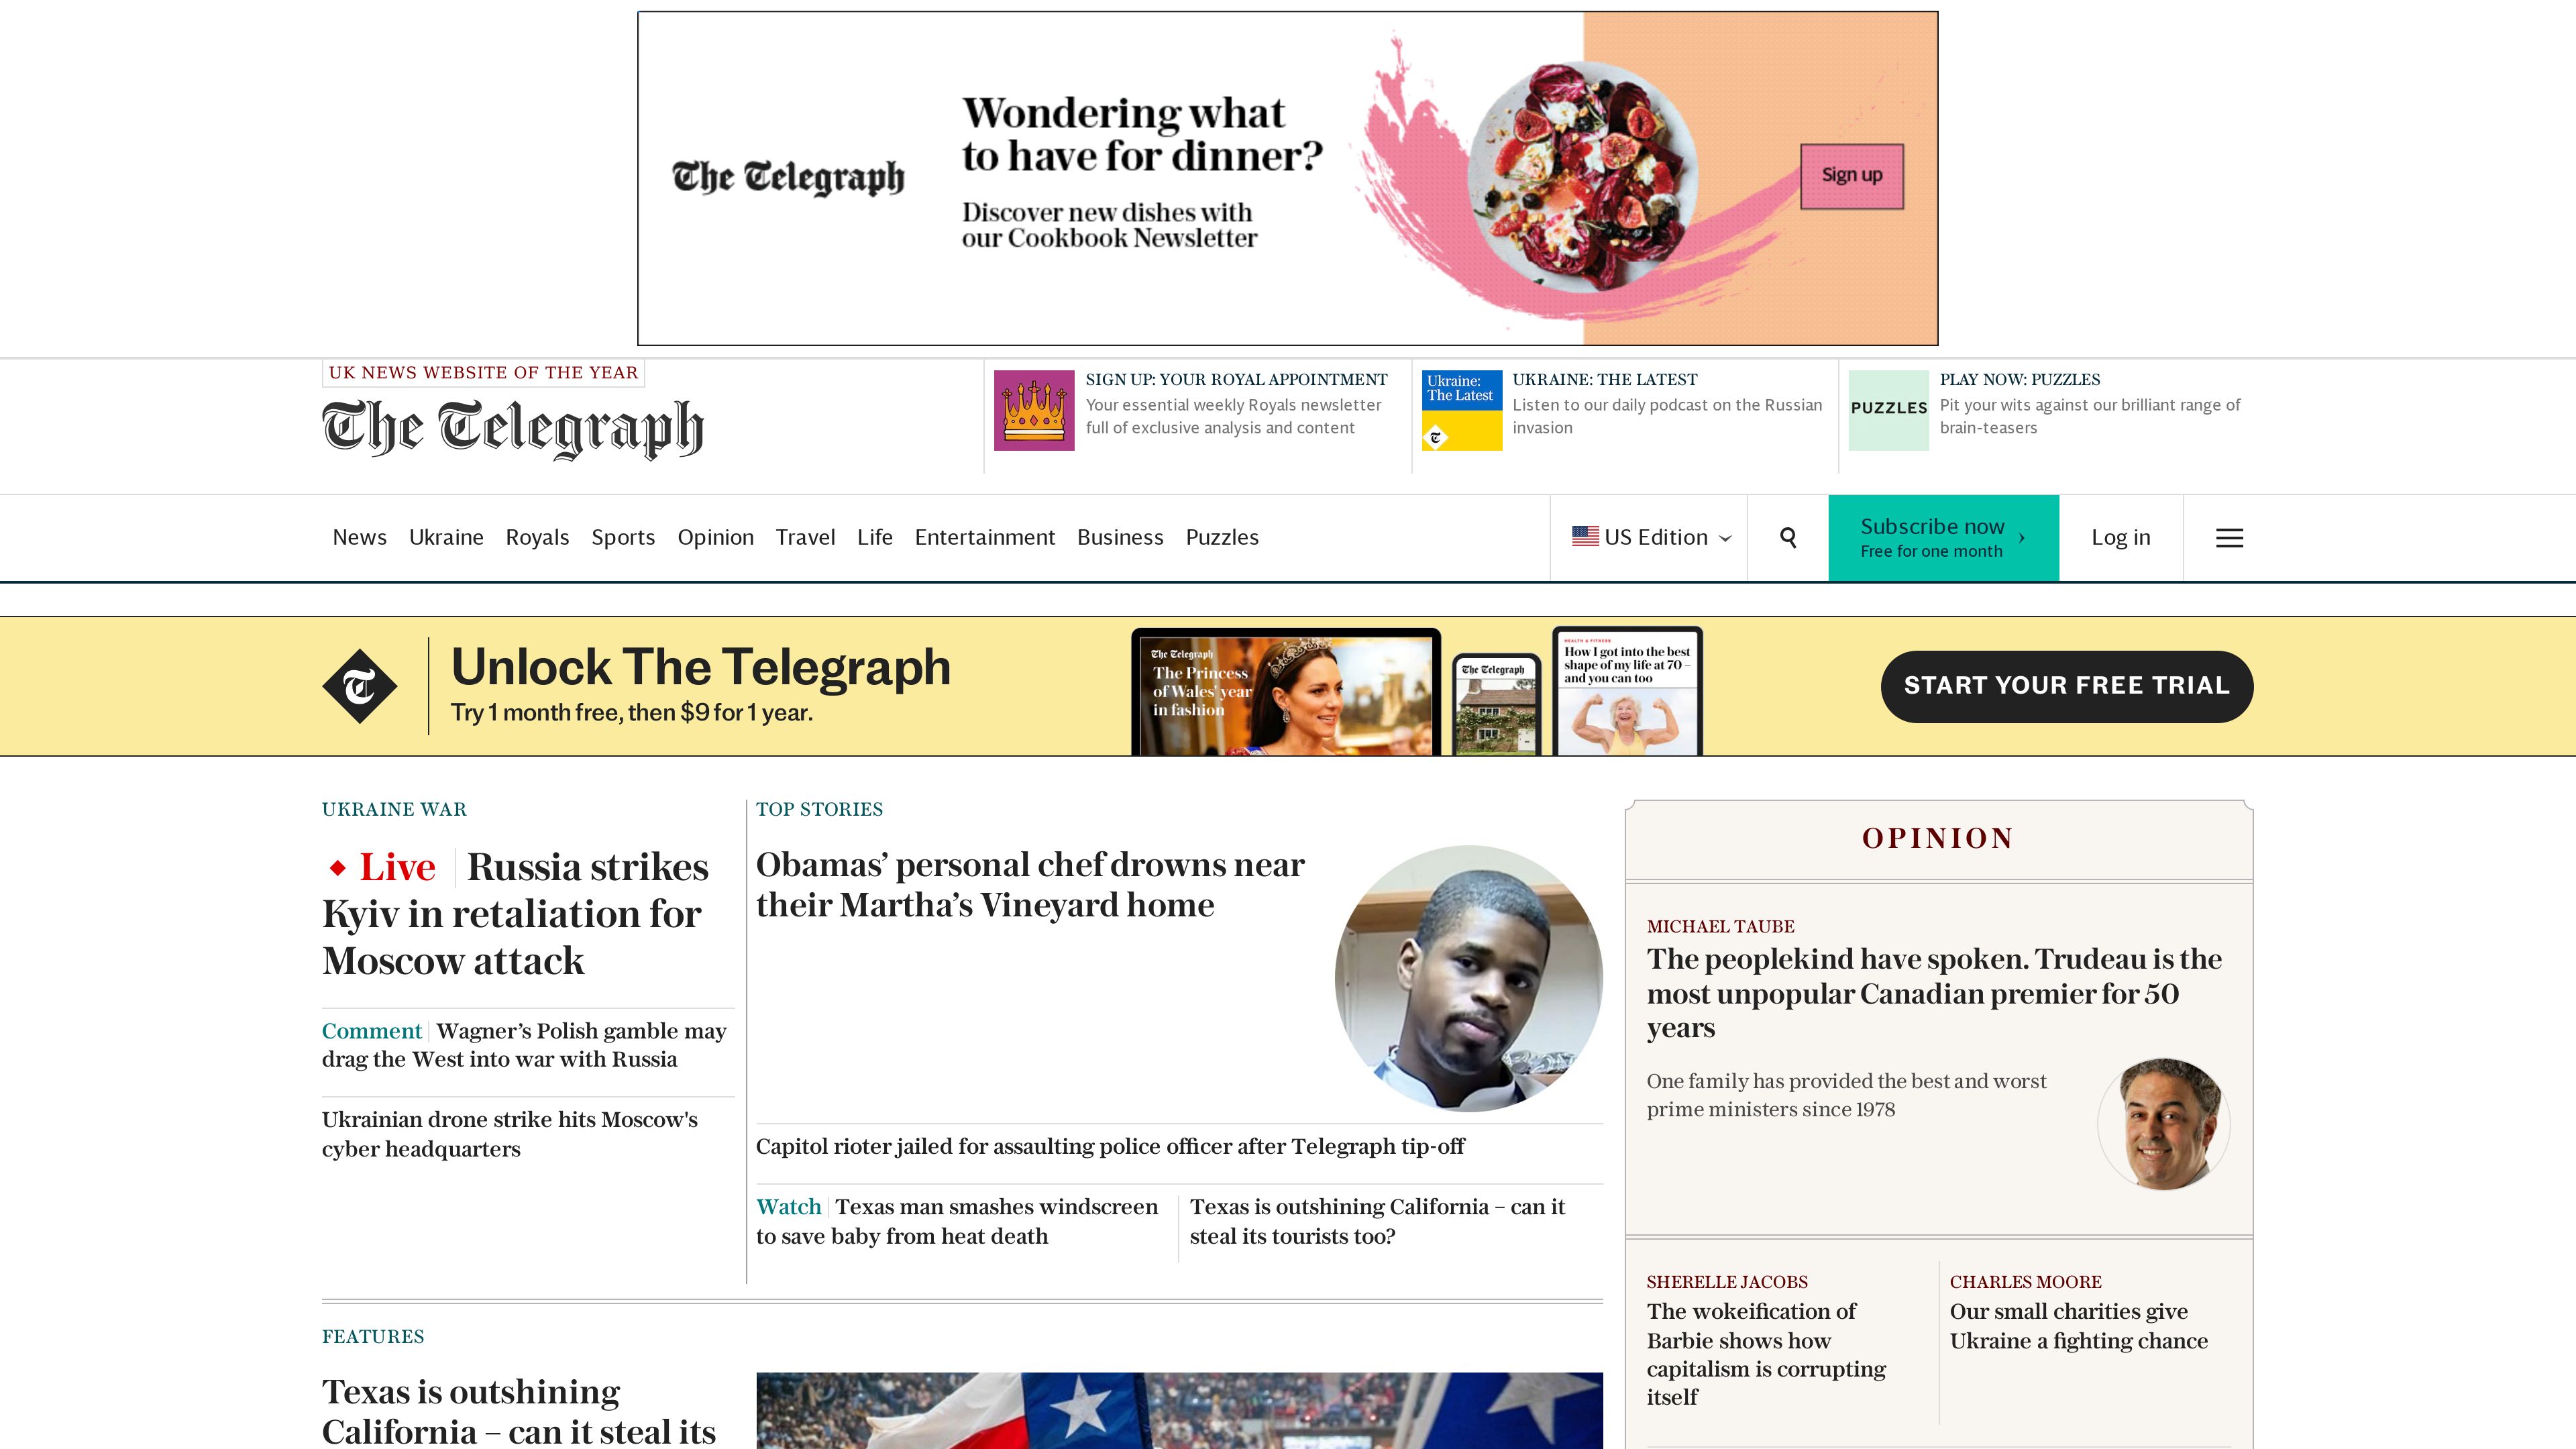 The Telegraph
Wondering what
to have for dinner?
Discover new dishes with
our Cookbook Newsletter
Sign up
UK NEWS WEBSITE OF THE YEAR
The Telegraph
SIGN UP: YOUR ROYAL APPOINTMENT
Your essential weekly Royals newsletter
full of exclusive analysis and content
Ukraine:
The Latest
UKRAINE: THE LATEST
Listen to our daily podcast on the Russian
invasion
PUZZLES
PLAY NOW: PUZZLES
Pit your wits against our brilliant range of
brain-teasers
News Ukraine Royals Sports Opinion Travel Life Entertainment Business Puzzles
US Edition
Subscribe now
Free for one month
Log in
Unlock The Telegraph
Try 1 month free, then $9 for 1 year.
The Telegraph
The Princess
of Wales' year
in fashion
The Telegraph
HEALTH & FITNESS
How I got into the best
shape of my life at 70 –
and you can too
START YOUR FREE TRIAL
UKRAINE WAR
Live Russia strikes
Kyiv in retaliation for
Moscow attack
Comment Wagner’s Polish gamble may
drag the West into war with Russia
Ukrainian drone strike hits Moscow's
cyber headquarters
TOP STORIES
Obamas’ personal chef drowns near
their Martha’s Vineyard home
Capitol rioter jailed for assaulting police officer after Telegraph tip-off
Watch Texas man smashes windscreen
to save baby from heat death
Texas is outshining California – can it
steal its tourists too?
OPINION
MICHAEL TAUBE
The peoplekind have spoken. Trudeau is the
most unpopular Canadian premier for 50
years
One family has provided the best and worst
prime ministers since 1978
SHERELLE JACOBS
The wokeification of
Barbie shows how
capitalism is corrupting
itself
CHARLES MOORE
Our small charities give
Ukraine a fighting chance
FEATURES
Texas is outshining
California – can it steal its